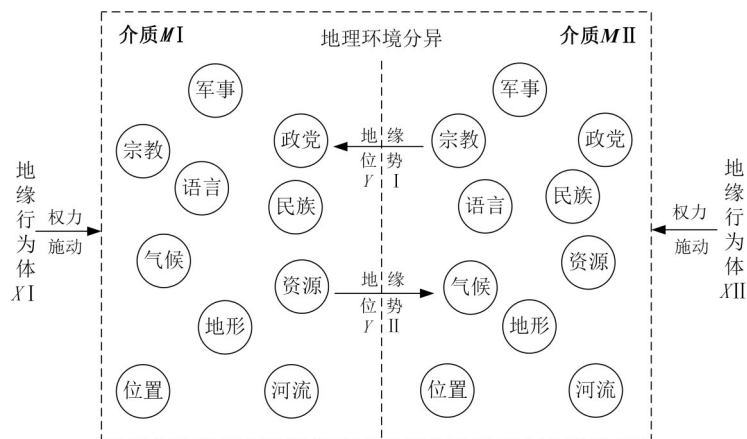 介质MⅠ
地理环境分异
介质MⅡ
军事
宗教
政党
语言
民族
气候
资源
地形
位置
河流
军事
宗教
政党
语言
民族
资源
气候
地形
位置
河流
地缘
位势
YⅠ
地缘
位势
YⅡ
地缘行为体XⅠ
权力
施动
权力
施动
地缘行为体XⅡ